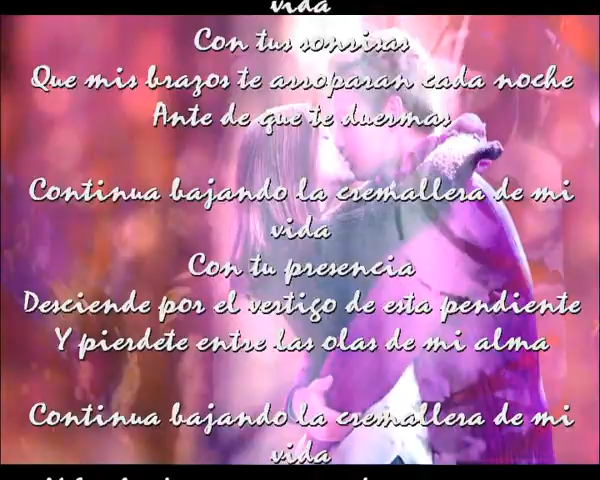 vida
Con tus sonrisas
Que mis brazos te arroparan cada noche
Ante de que te duermas
Continua bajando la cremallera de mi
vida
Con tu presencia
Desciende por el vertigo de esta pendiente
Y pierdete entre las olas de mi alma
Continua bajando la cremallera de mi
vida